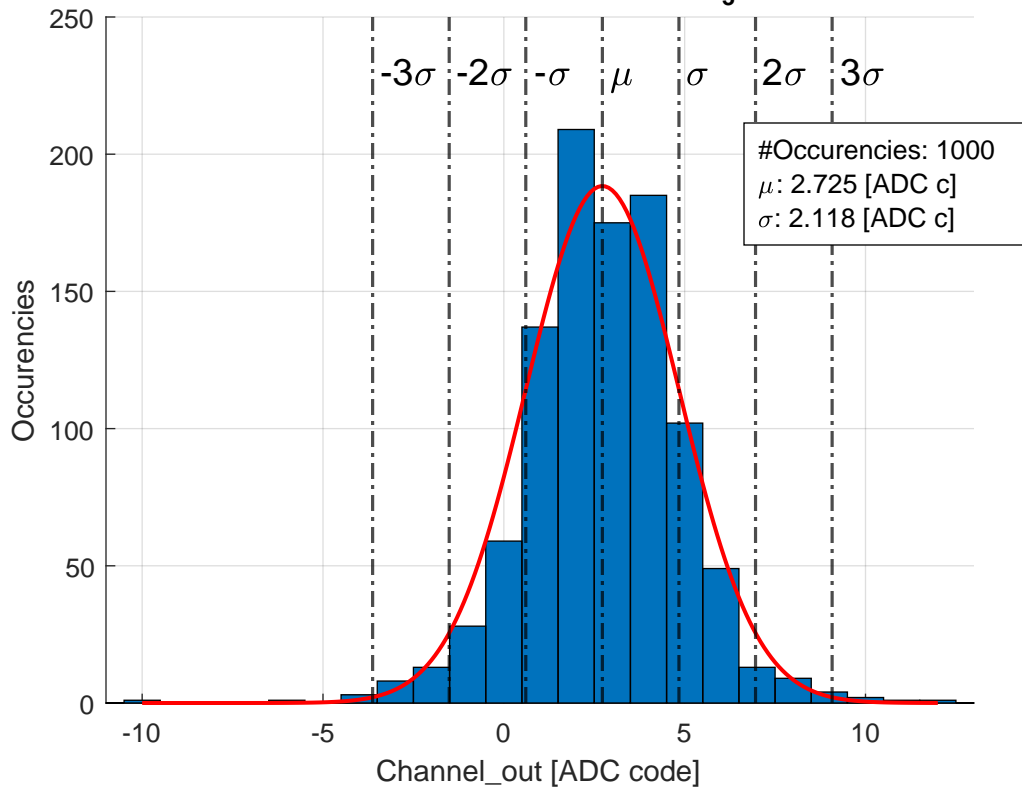 250
200
150
100
50
0
Occurencies
-3σ
-2σ
-σ
μ
σ
2σ
3σ
#Occurencies: 1000
μ: 2.725 [ADC c]
σ: 2.118 [ADC c]
-10
-5
0
5
10
Channel_out [ADC code]